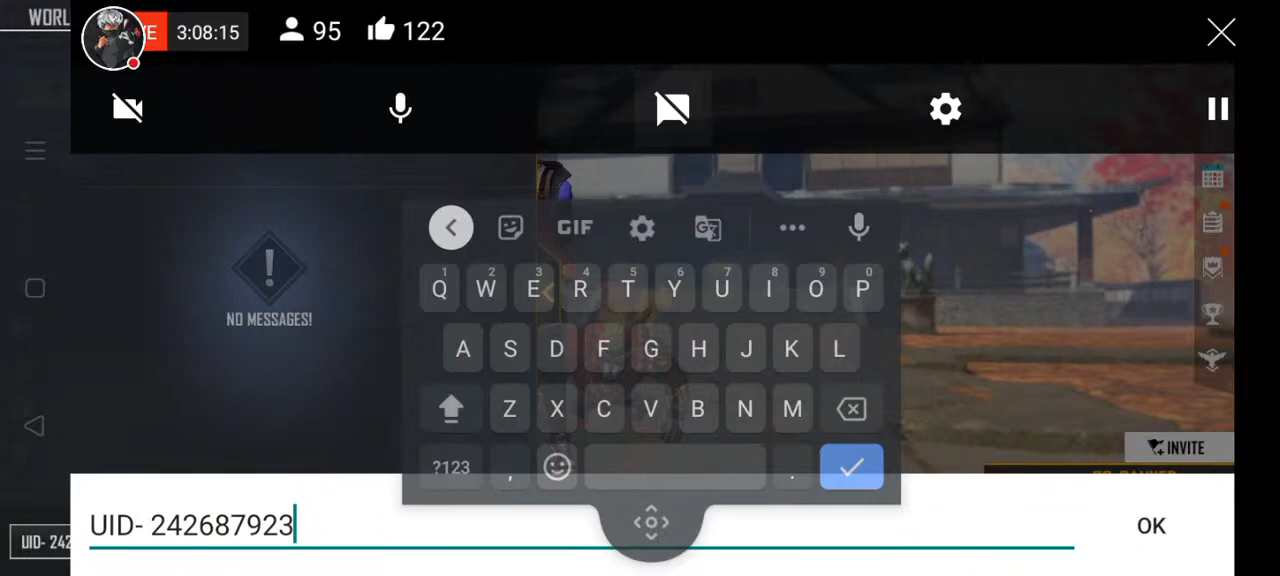 WORL
E 3:08:15 95 122
GIF
1 2 3 4 5 6 7 8 9 0
Q W E R T Y U I O P
A S D F G H J K L
NO MESSAGES!
Z X C V B N M
INVITE
?123 , .
UID- 242687923
OK
UID- 242